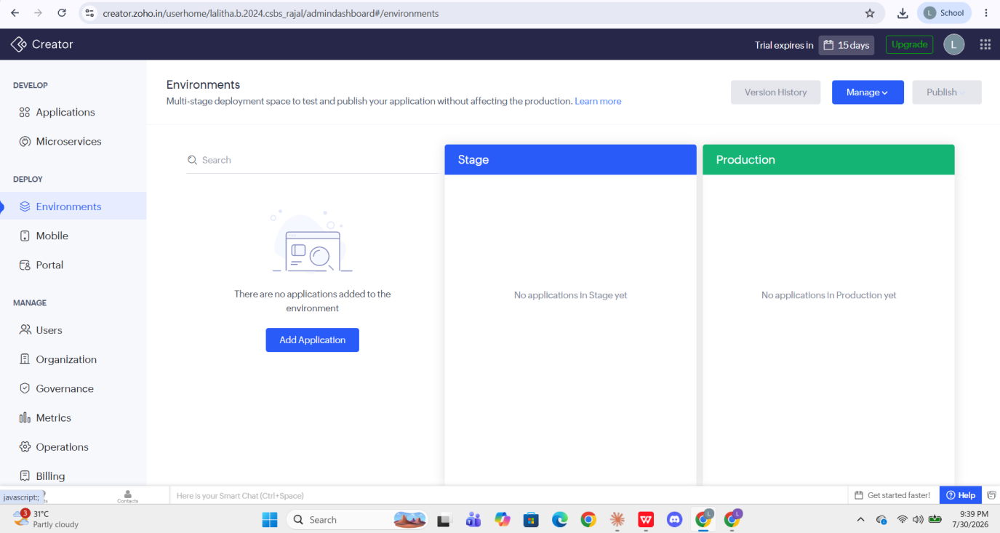 creator.zoho.in/userhome/lalitha.b.2024.csbs_rajal/admindashboard#/environments
L School
Creator
Trial expires in 15 days Upgrade L
DEVELOP
Applications
Microservices
DEPLOY
Environments
Mobile
Portal
MANAGE
Users
Organization
Governance
Metrics
Operations
Billing
Environments
Multi-stage deployment space to test and publish your application without affecting the production. Learn more
Version History Manage Publish
Search
There are no applications added to the
environment
Add Application
Stage
No applications in Stage yet
Production
No applications in Production yet
javascript:;
Contacts
Here is your Smart Chat (Ctrl+Space)
Get started faster! Help
3
31°C
Partly cloudy
Search
L L
9:39 PM
7/30/2026